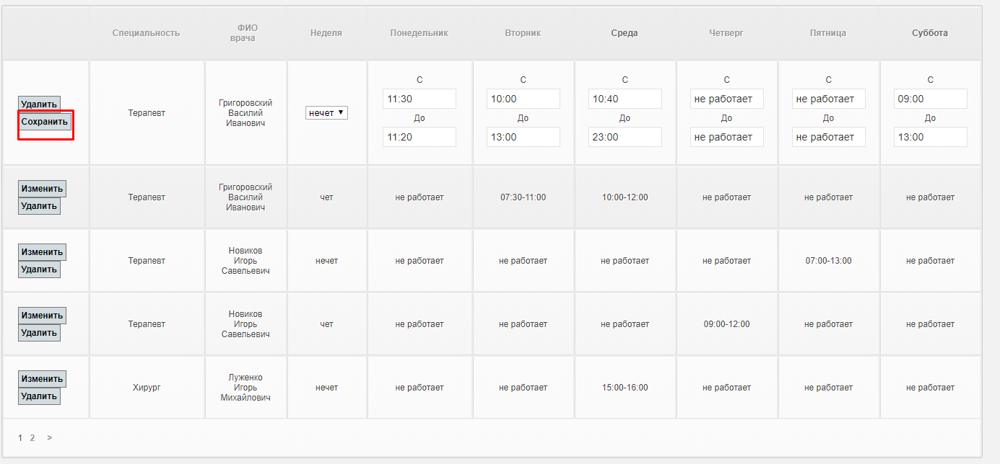 Специальность
ФИО
врача
Неделя
Понедельник
Вторник
Среда
Четверг
Пятница
Суббота
Удалить
Сохранить
Терапевт
Григоровский
Василий
Иванович
нечет
С
11:30
До
11:20
С
10:00
До
13:00
С
10:40
До
23:00
С
не работает
До
не работает
С
не работает
До
не работает
С
09:00
До
13:00
Изменить
Удалить
Терапевт
Григоровский
Василий
Иванович
чет
не работает
07:30-11:00
10:00-12:00
не работает
не работает
не работает
Изменить
Удалить
Терапевт
Новиков
Игорь
Савельевич
нечет
не работает
не работает
не работает
не работает
07:00-13:00
не работает
Изменить
Удалить
Терапевт
Новиков
Игорь
Савельевич
чет
не работает
не работает
не работает
09:00-12:00
не работает
не работает
Изменить
Удалить
Хирург
Луженко
Игорь
Михайлович
нечет
не работает
не работает
15:00-16:00
не работает
не работает
не работает
1 2 >